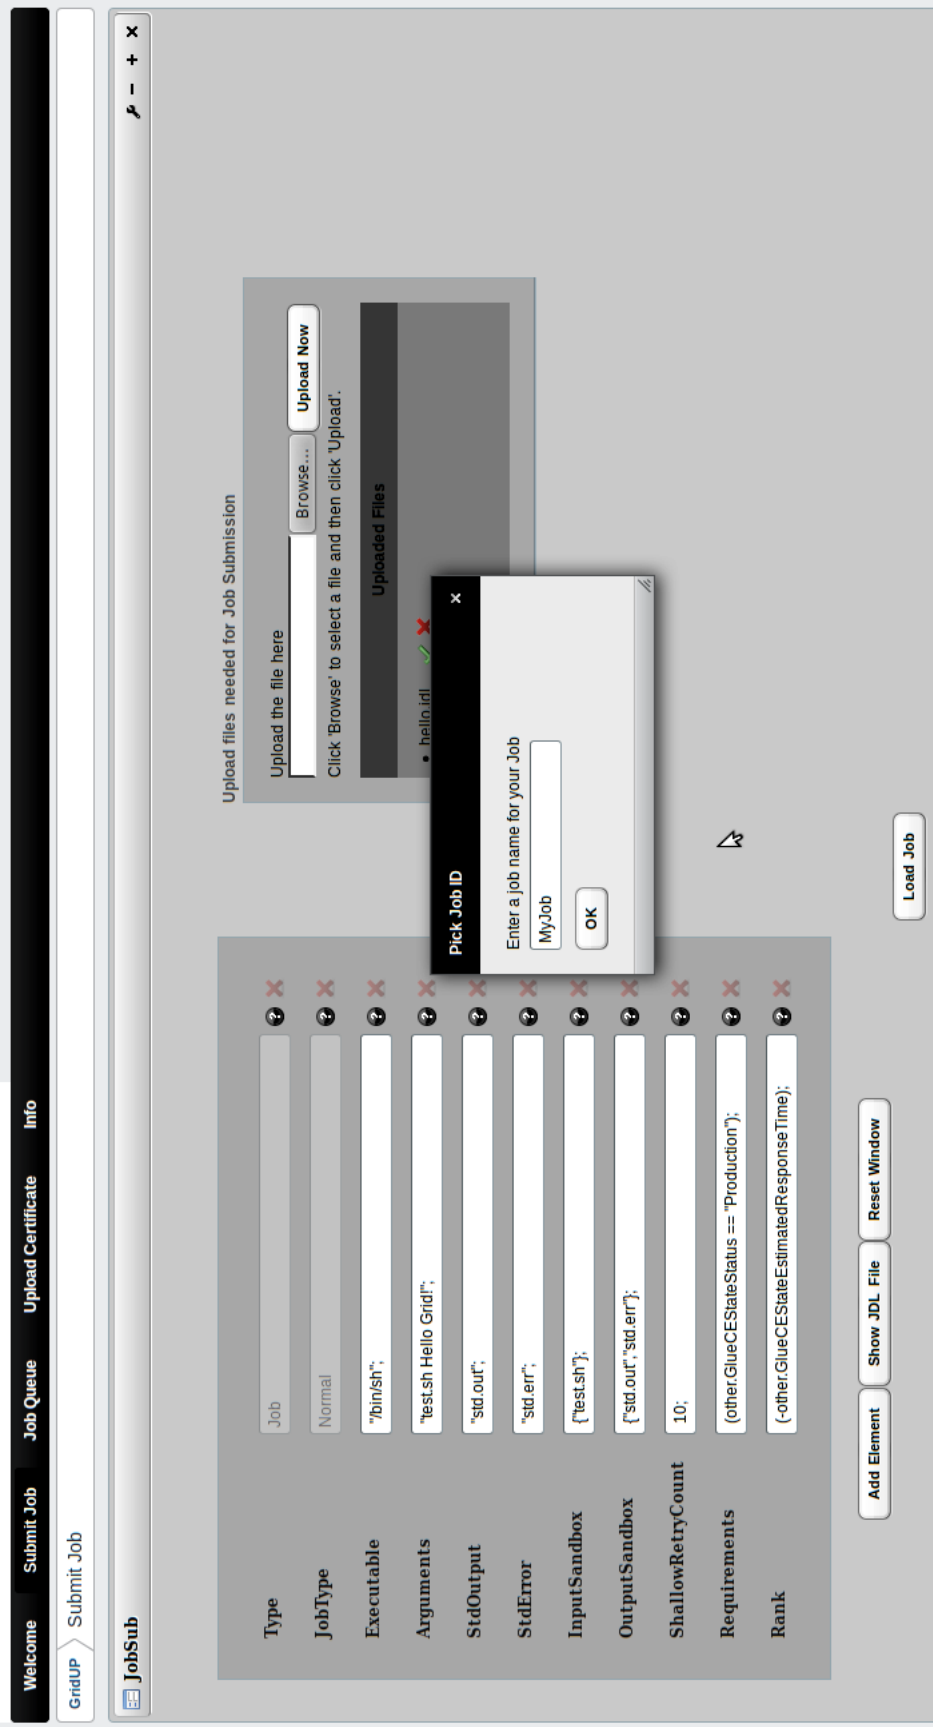 Welcome Submit Job Job Queue Upload Certificate Info
GridUP Submit Job
JobSub
Type Job
JobType Normal
Executable "/bin/sh";
Arguments "test.sh Hello Grid!";
StdOutput "std.out";
StdError "std.err";
InputSandbox {"test.sh"};
OutputSandbox {"std.out","std.err"};
ShallowRetryCount 10;
Requirements (other.GlueCEStateStatus == "Production");
Rank (-other.GlueCEStateEstimatedResponseTime);
Add Element Show JDL File Reset Window
Load Job
Upload files needed for Job Submission
Upload the file here
Browse... Upload Now
Click 'Browse' to select a file and then click 'Upload'.
Uploaded Files
hello.jdl
Pick Job ID
Enter a job name for your Job
MyJob
OK